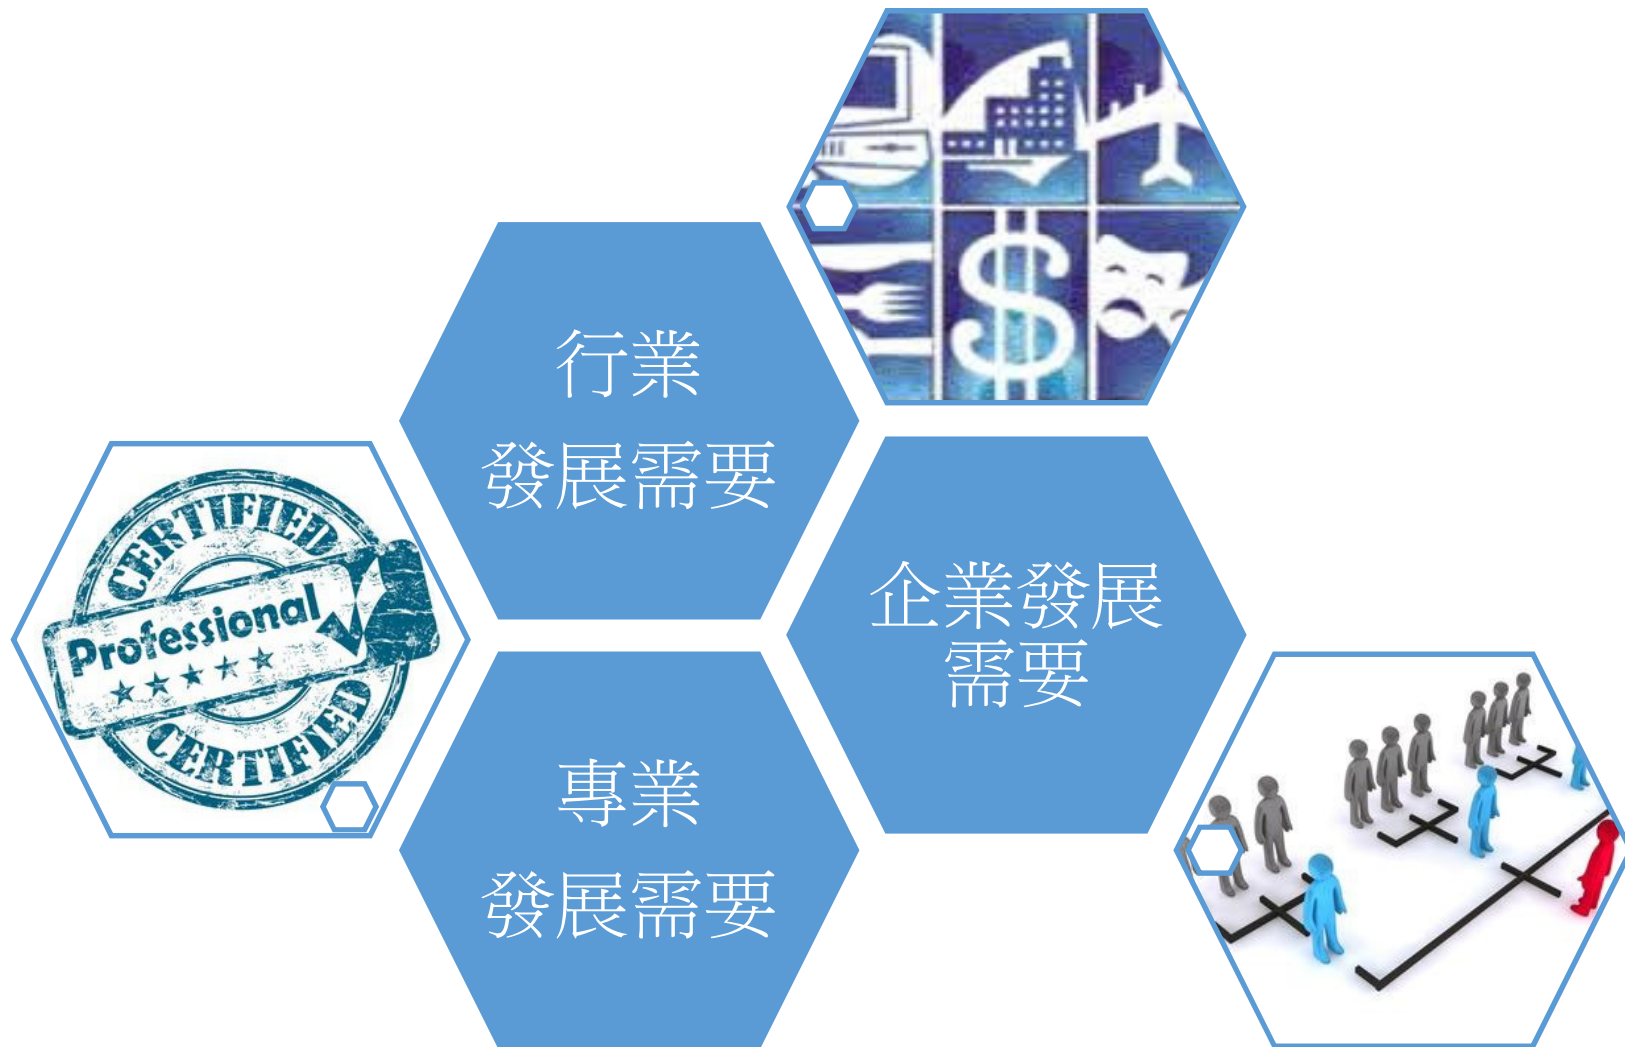 行業
發展需要
企業發展
需要
CERTIFIED
Professional
CERTIFIED
專業
發展需要
$